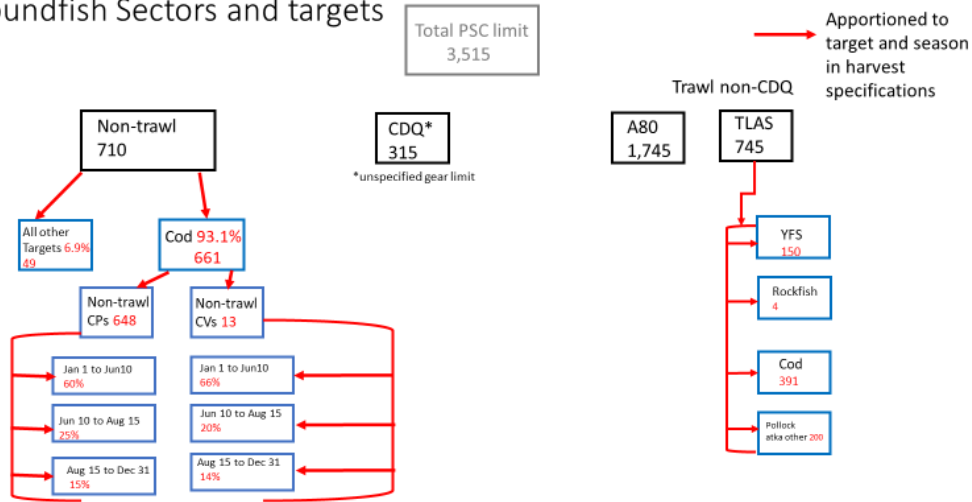 undfish Sectors and targets
Total PSC limit
3,515
Apportioned to
target and season
in harvest
specifications
Trawl non-CDQ
Non-trawl
710
CDQ*
315
*unspecified gear limit
A80
1,745
TLAS
745
All other
Targets 6.9%
49
Cod 93.1%
661
Non-trawl
CPs 648
Non-trawl
CVs 13
Jan 1 to Jun10
60%
Jun 10 to Aug 15
25%
Aug 15 to Dec 31
15%
Jan 1 to Jun10
66%
Jun 10 to Aug 15
20%
Aug 15 to Dec 31
14%
YFS
150
Rockfish
4
Cod
391
Pollock
atka other 200